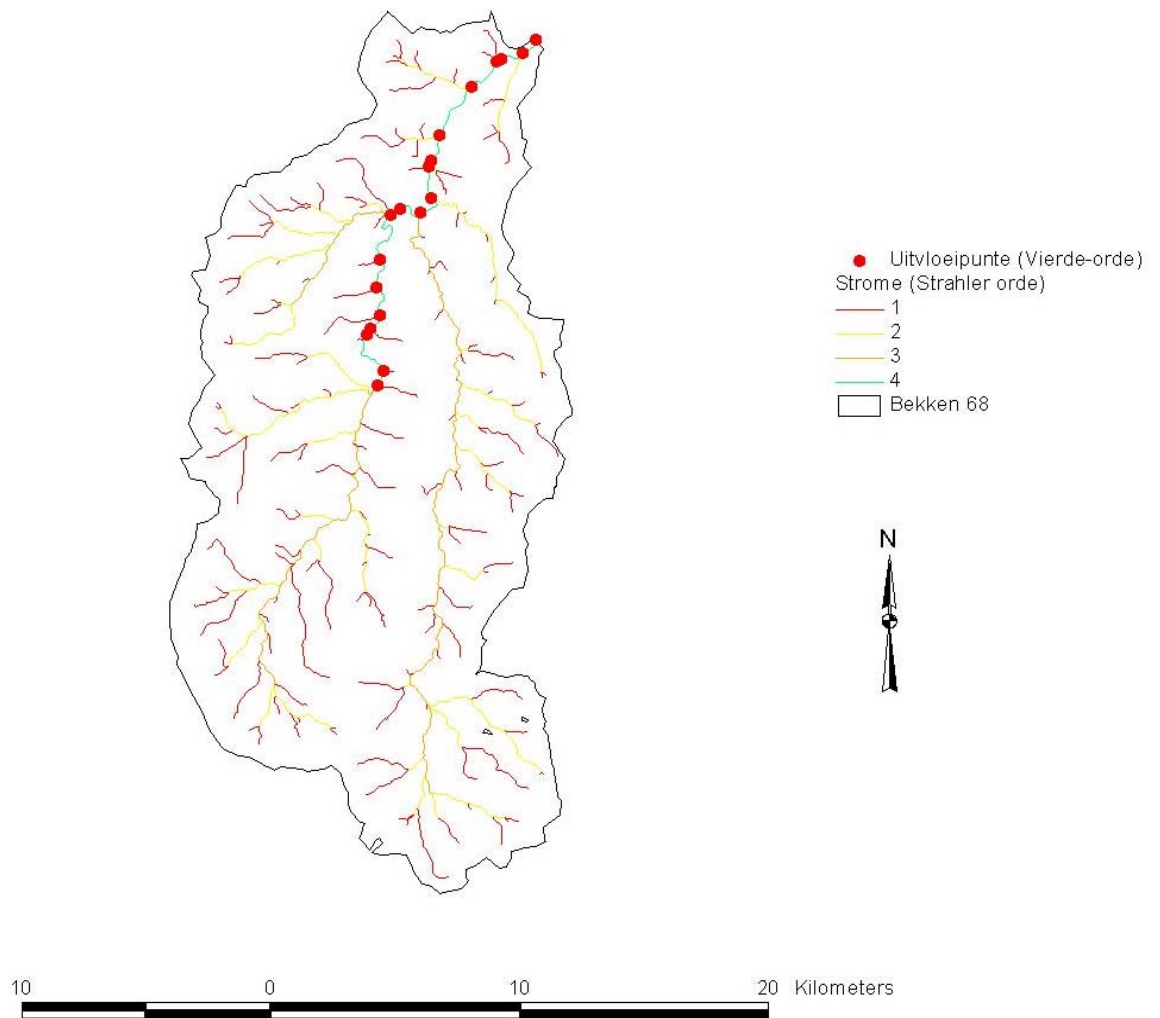 Uitvloeipunte (Vierde-orde)
Strome (Strahler orde)
1
2
3
4
Bekken 68
N
10 0 10 20 Kilometers